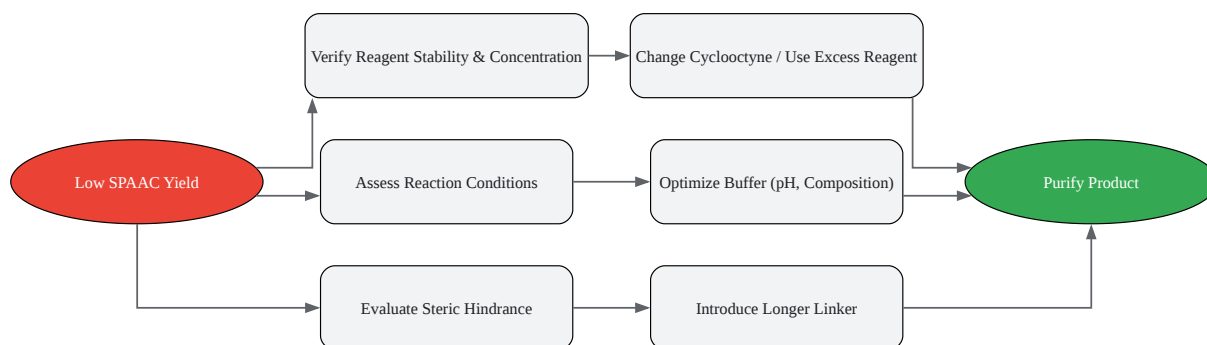 Verify Reagent Stability & Concentration
Change Cyclooctyne / Use Excess Reagent
Low SPAAC Yield
Assess Reaction Conditions
Optimize Buffer (pH, Composition)
Purify Product
Evaluate Steric Hindrance
Introduce Longer Linker